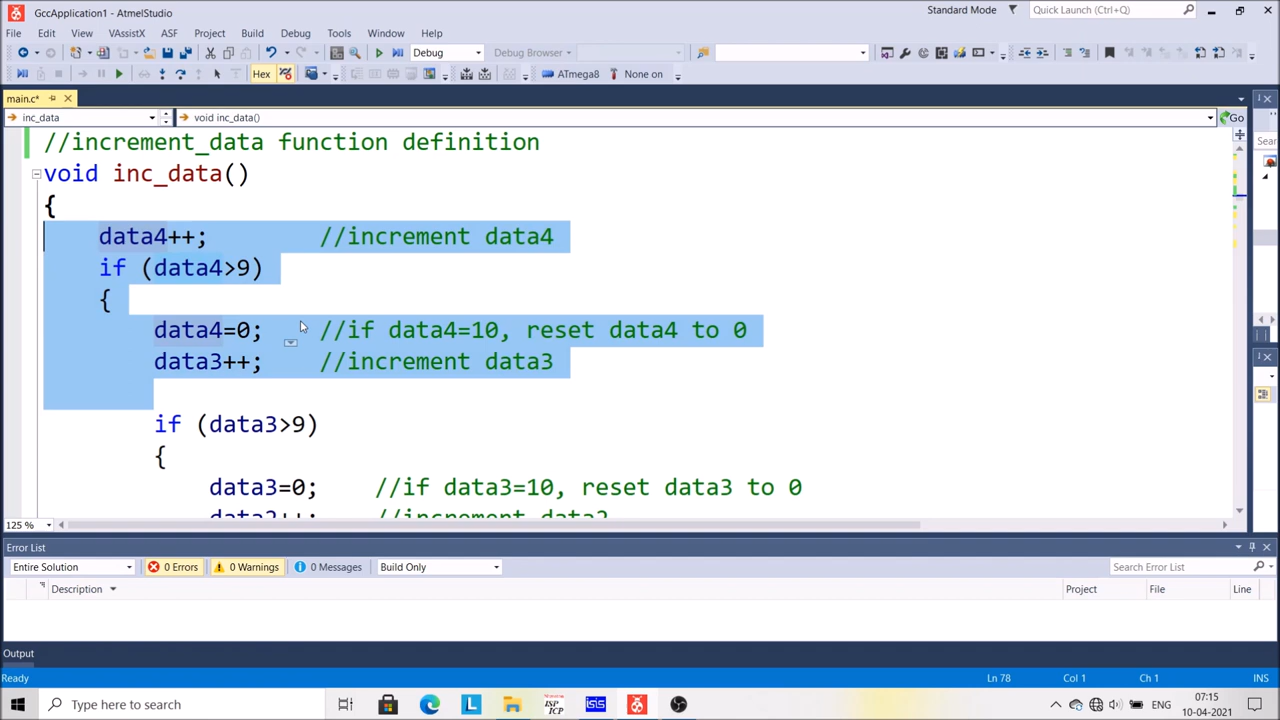 GccApplication1 - AtmelStudio
Standard Mode
Quick Launch (Ctrl+Q)
File Edit View VAssistX ASF Project Build Debug Tools Window Help
Debug
Debug Browser
Hex
ATmega8
None on
main.c*
inc_data
void inc_data()
Go
//increment_data function definition
void inc_data()
{
data4++; //increment data4
if (data4>9)
{
data4=0; //if data4=10, reset data4 to 0
data3++; //increment data3
if (data3>9)
{
data3=0; //if data3=10, reset data3 to 0
Sear
125 %
Error List
Entire Solution
0 Errors
0 Warnings
0 Messages
Build Only
Search Error List
Description
Project
File
Line
Output
Ready
Ln 78
Col 1
Ch 1
INS
Type here to search
L
ISP
ICP
isis
ENG
07:15
10-04-2021